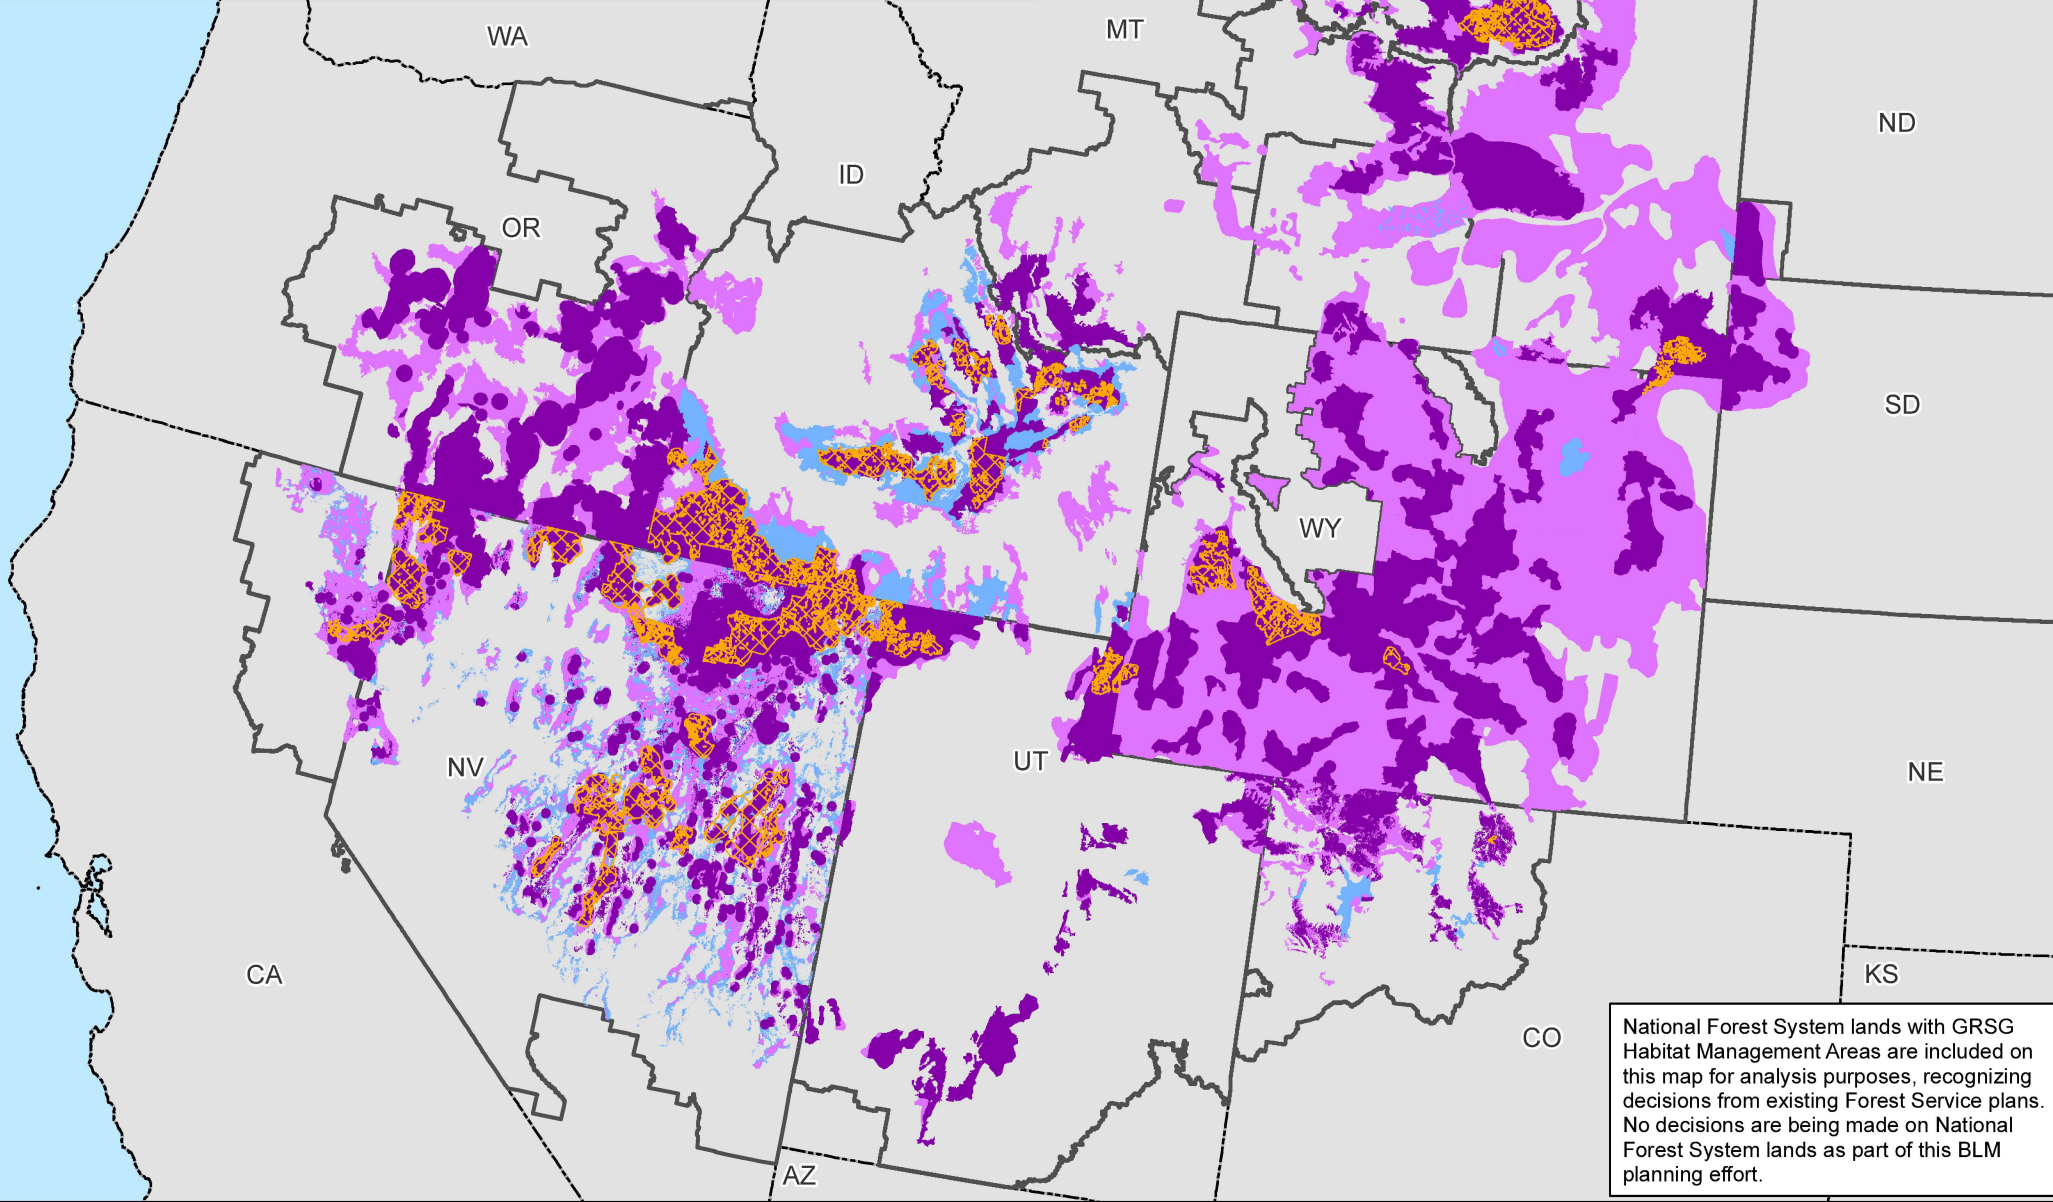 WA
MT
ND
ID
OR
SD
WY
UT
NV
NE
CA
KS
CO
AZ
National Forest System lands with GRSG
Habitat Management Areas are included on
this map for analysis purposes, recognizing
decisions from existing Forest Service plans.
No decisions are being made on National
Forest System lands as part of this BLM
planning effort.